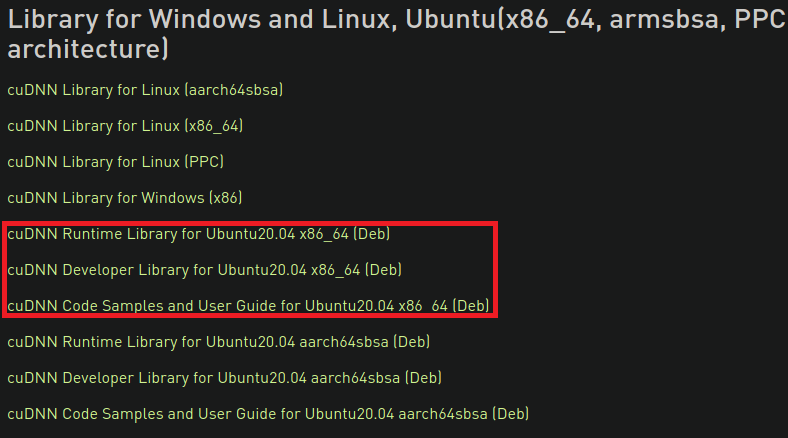 Library for Windows and Linux, Ubuntu(x86_64, armsbsa, PPC
architecture)
cuDNN Library for Linux (aarch64sbsa)
cuDNN Library for Linux (x86_64)
cuDNN Library for Linux (PPC)
cuDNN Library for Windows (x86)
cuDNN Runtime Library for Ubuntu20.04 x86_64 (Deb)
cuDNN Developer Library for Ubuntu20.04 x86_64 (Deb)
cuDNN Code Samples and User Guide for Ubuntu20.04 x86_64 (Deb)
cuDNN Runtime Library for Ubuntu20.04 aarch64sbsa (Deb)
cuDNN Developer Library for Ubuntu20.04 aarch64sbsa (Deb)
cuDNN Code Samples and User Guide for Ubuntu20.04 aarch64sbsa (Deb)